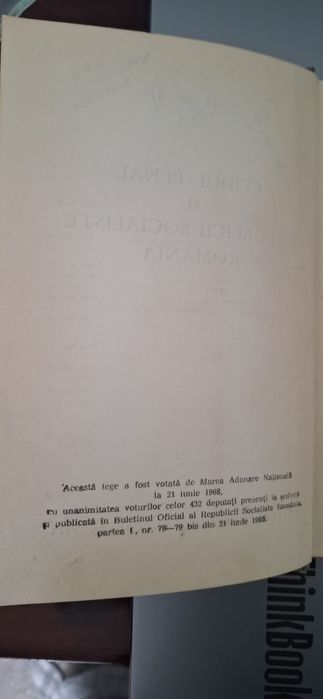 CODUL PENAL
AL
REPUBLICII SOCIALISTE
ROMÂNIA
Această lege a fost votată de Marea Adunare Națională
la 21 iunie 1968,
cu unanimitatea voturilor celor 432 deputați prezenți la ședință
și publicată în Buletinul Oficial al Republicii Socialiste România,
partea I, nr. 79—79 bis din 21 iunie 1968.
ThinkBook